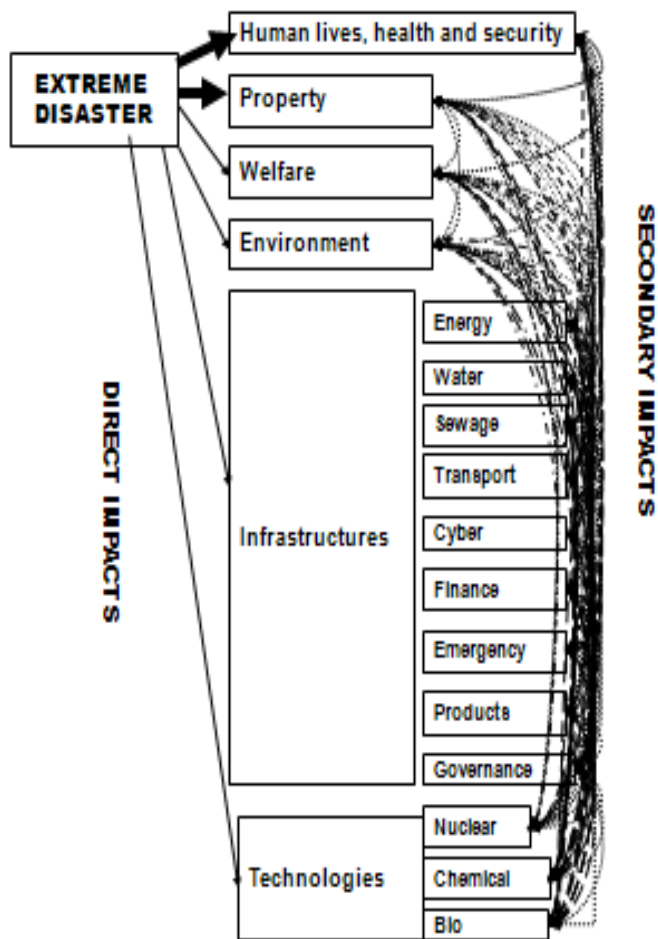 Human lives, health and security
EXTREME
DISASTER
Property
Welfare
Environment
Infrastructures
Energy
Water
Sewage
Transport
Cyber
Finance
Emergency
Products
Governance
Technologies
Nuclear
Chemical
Bio
DIRECT IMPACTS
SECONDARY IMPACTS